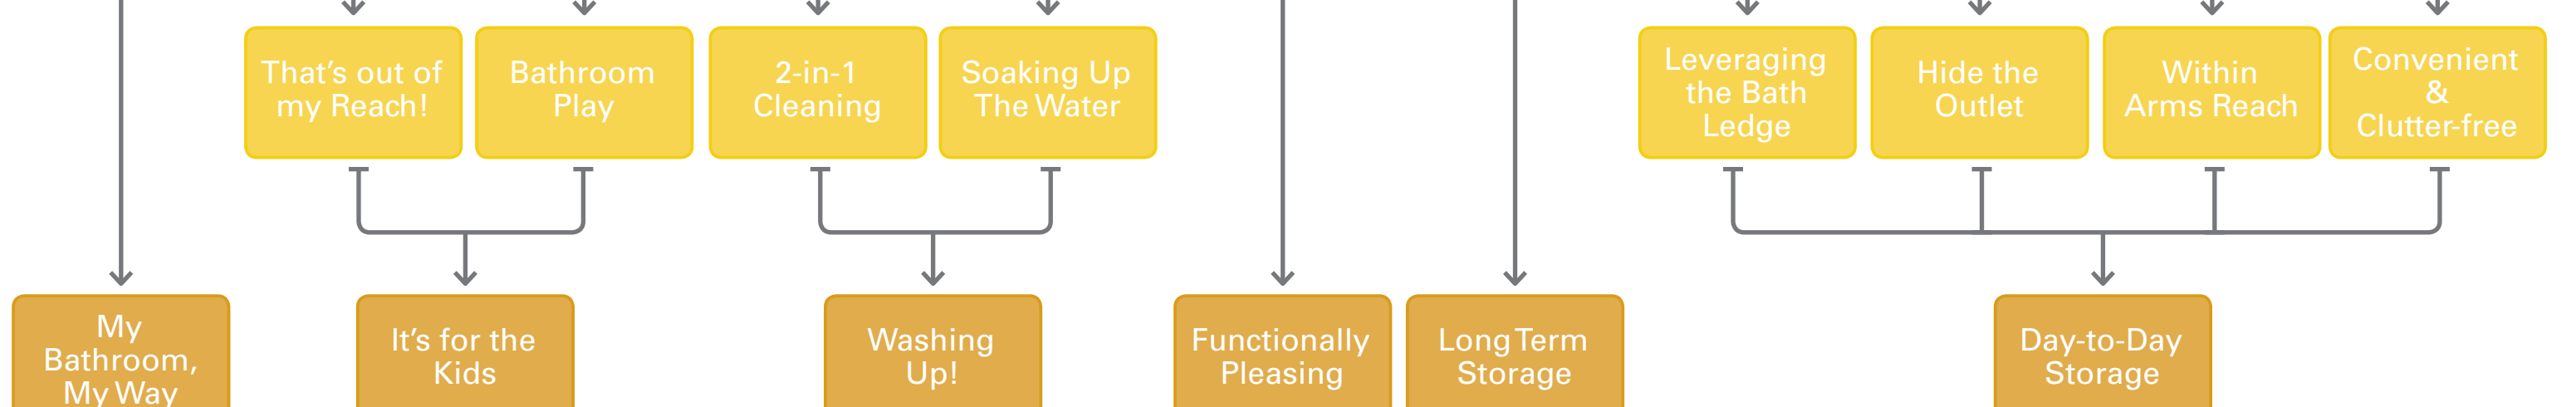 That’s out of
my Reach!
Bathroom
Play
2-in-1
Cleaning
Soaking Up
The Water
Leveraging
the Bath
Ledge
Hide the
Outlet
Within
Arms Reach
Convenient
&
Clutter-free
My
Bathroom,
My Way
It’s for the
Kids
Washing
Up!
Functionally
Pleasing
Long Term
Storage
Day-to-Day
Storage